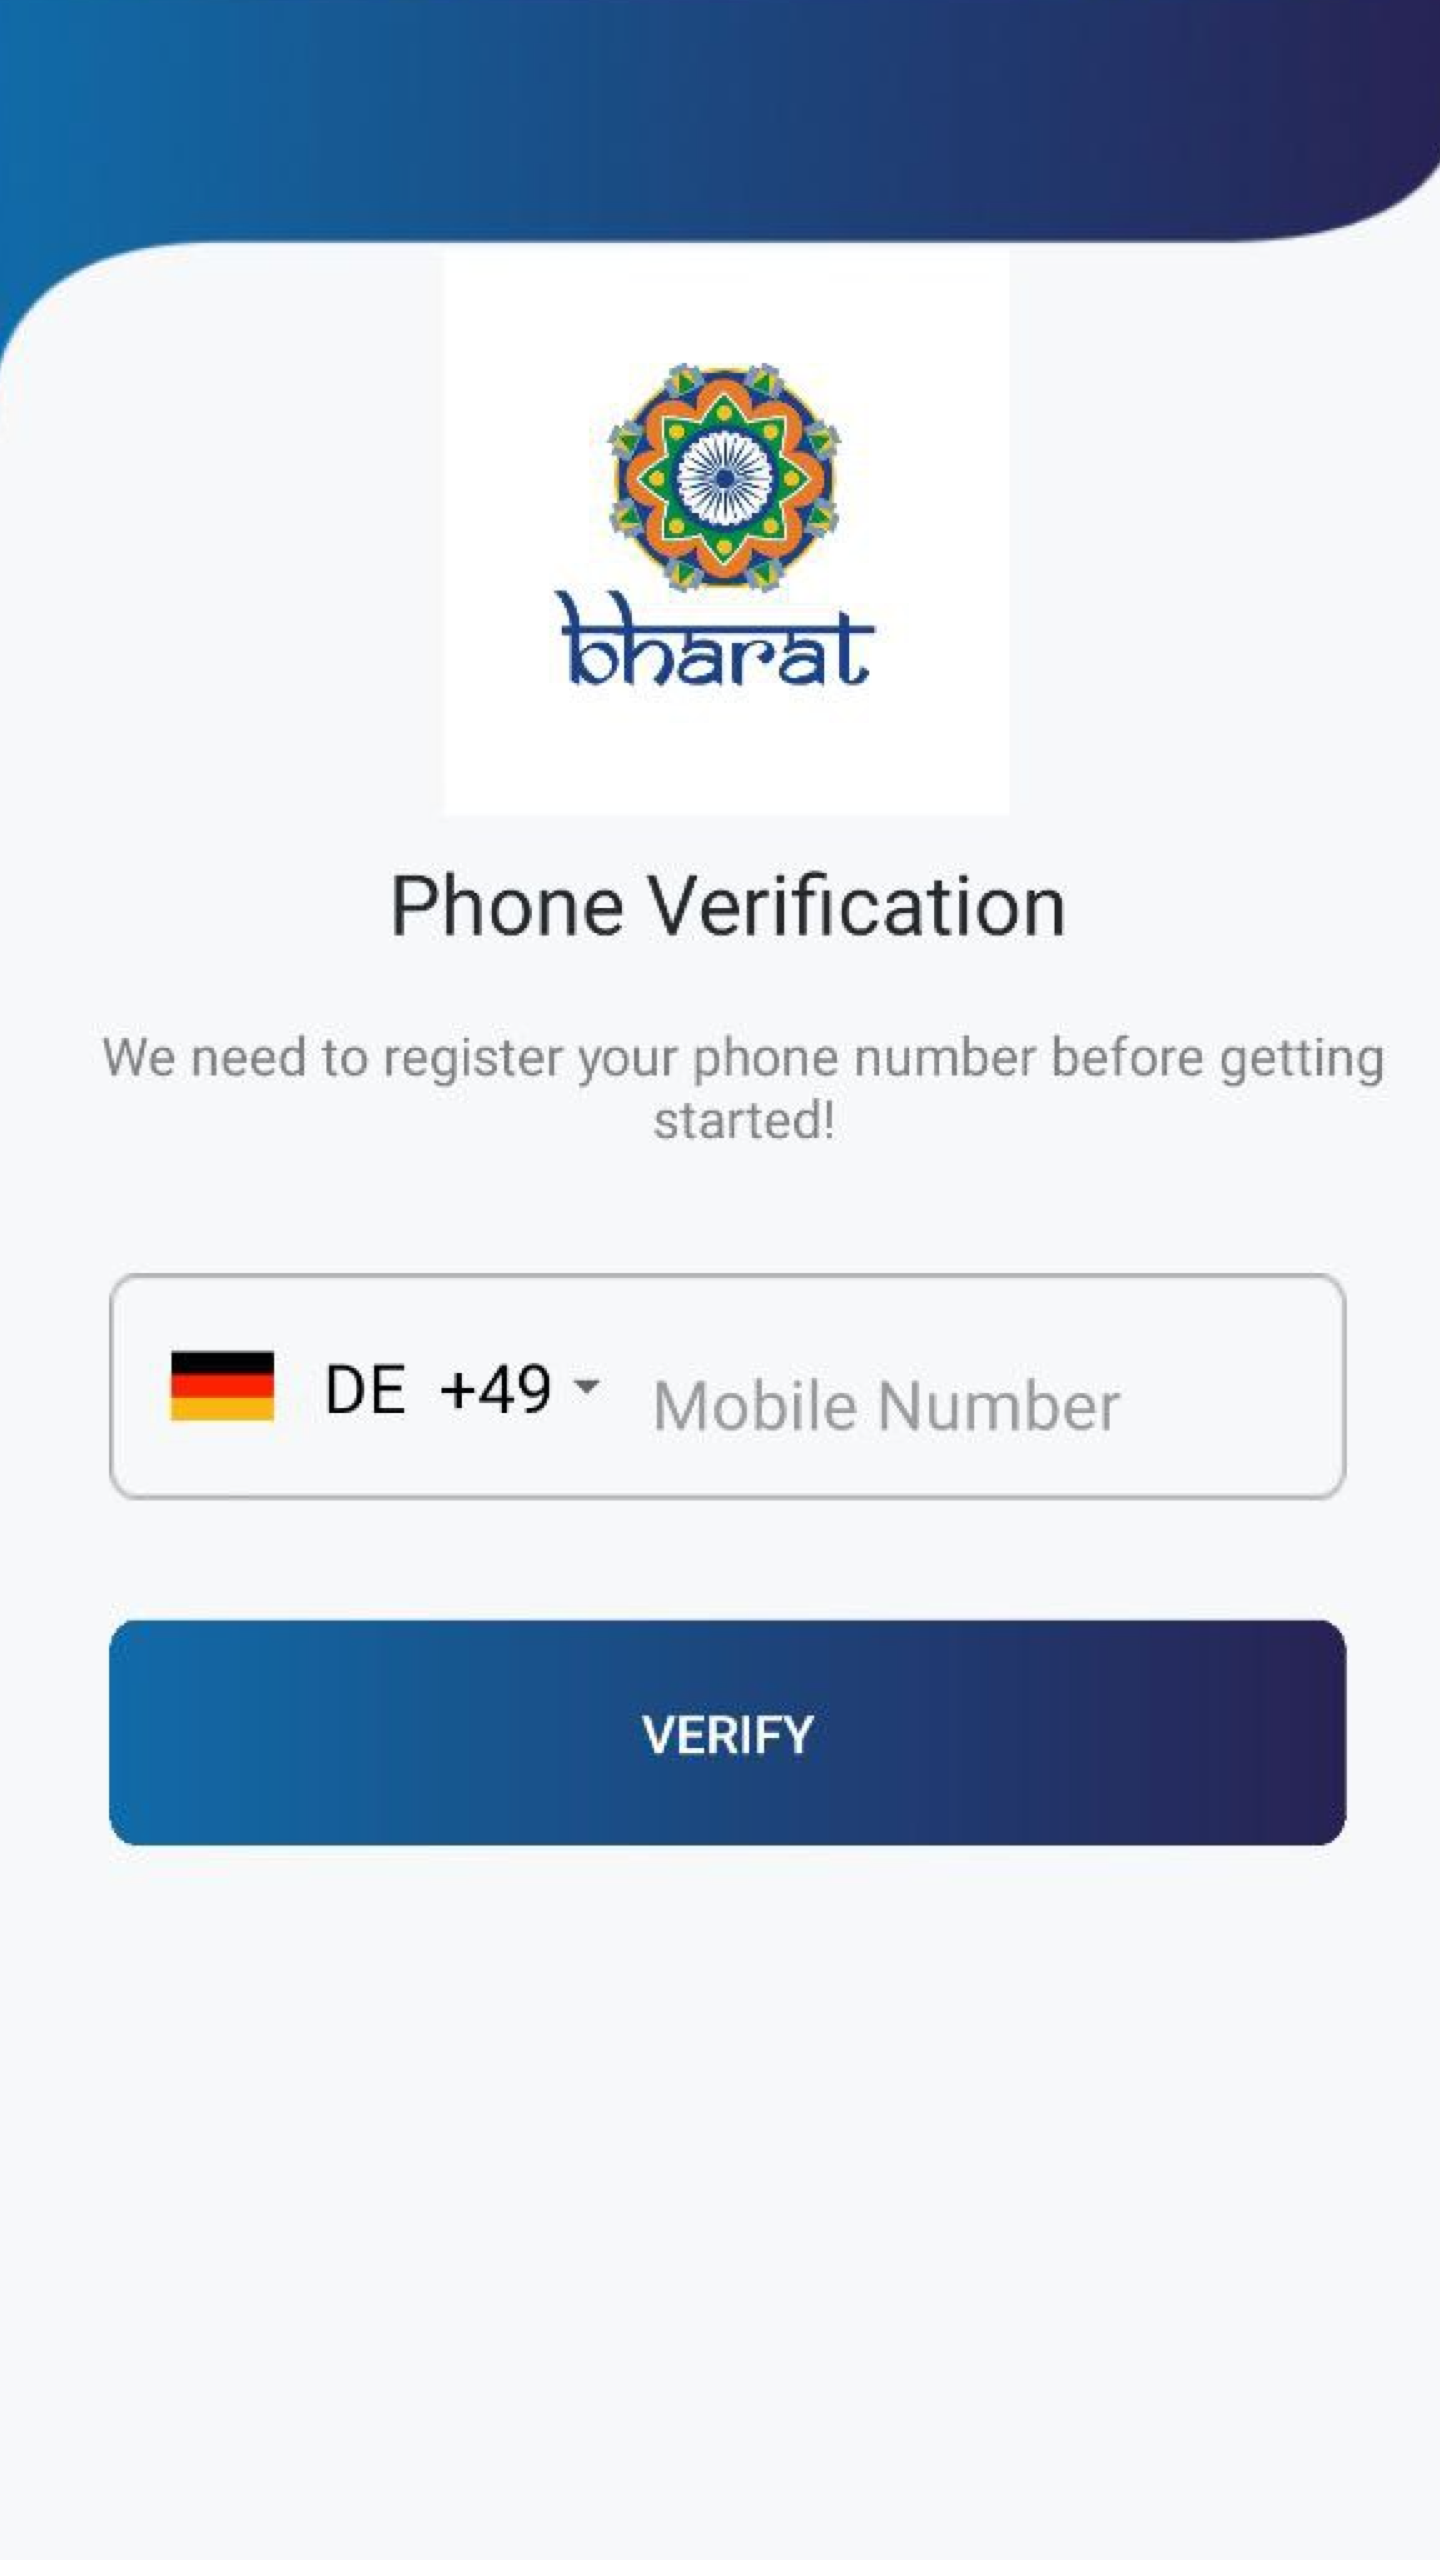 bharat
Phone Verification
We need to register your phone number before getting
started!
DE +49 Mobile Number
VERIFY